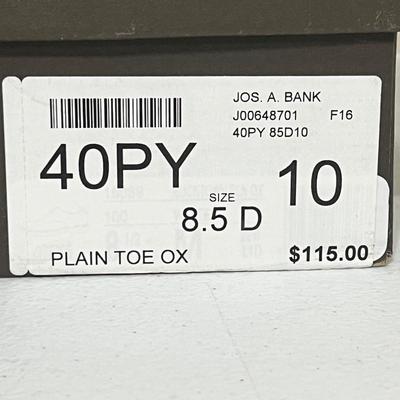 JOS. A. BANK
J00648701 F16
40PY 85D10
40PY SIZE 8.5 D 10
PLAIN TOE OX $115.00